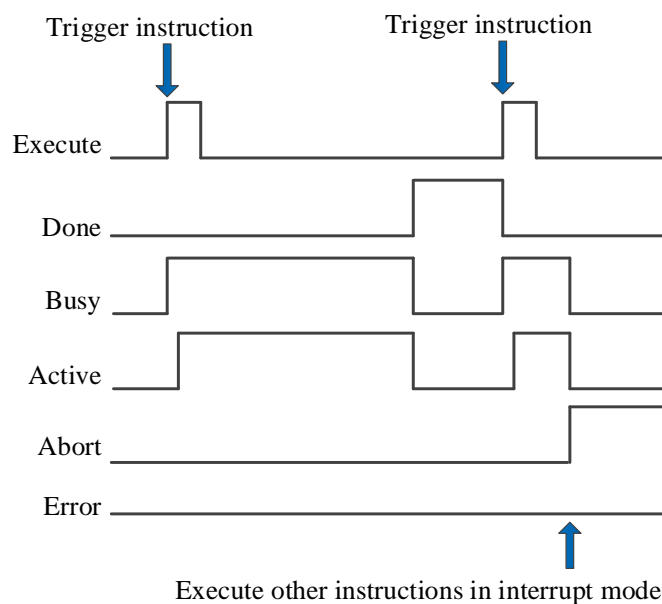 Trigger instruction
Trigger instruction
Execute
Done
Busy
Active
Abort
Error
Execute other instructions in interrupt mode